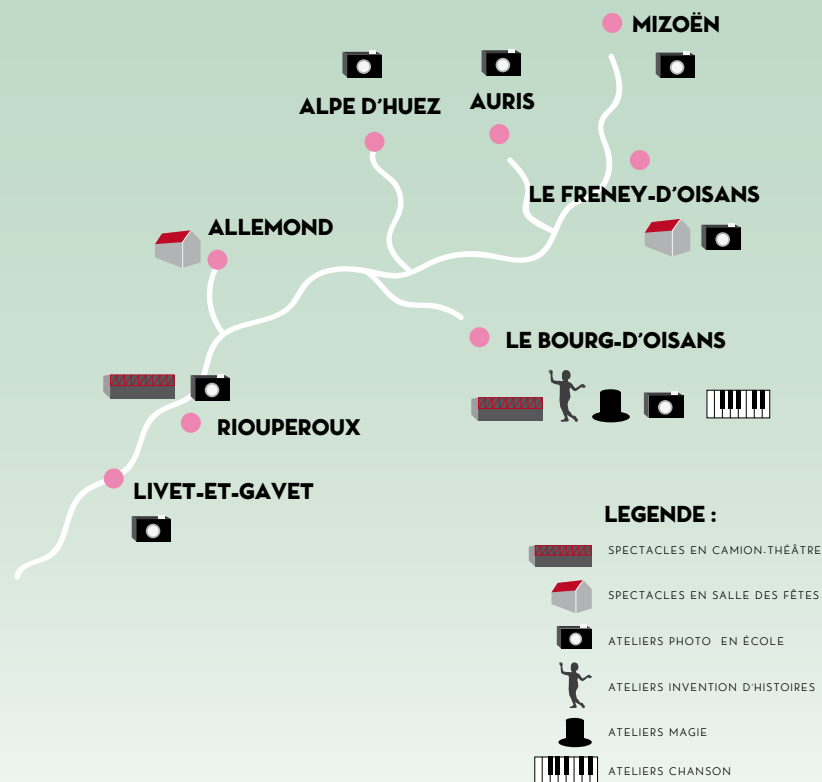 MIZOËN
ALPE D'HUEZ
AURIS
LE FRENEY-D'OISANS
ALLEMOND
LE BOURG-D'OISANS
RIOUPEROUX
LIVET-ET-GAVET
LEGENDE :
SPECTACLES EN CAMION-THÉÂTRE
SPECTACLES EN SALLE DES FÊTES
ATELIERS PHOTO EN ÉCOLE
ATELIERS INVENTION D'HISTOIRES
ATELIERS MAGIE
ATELIERS CHANSON